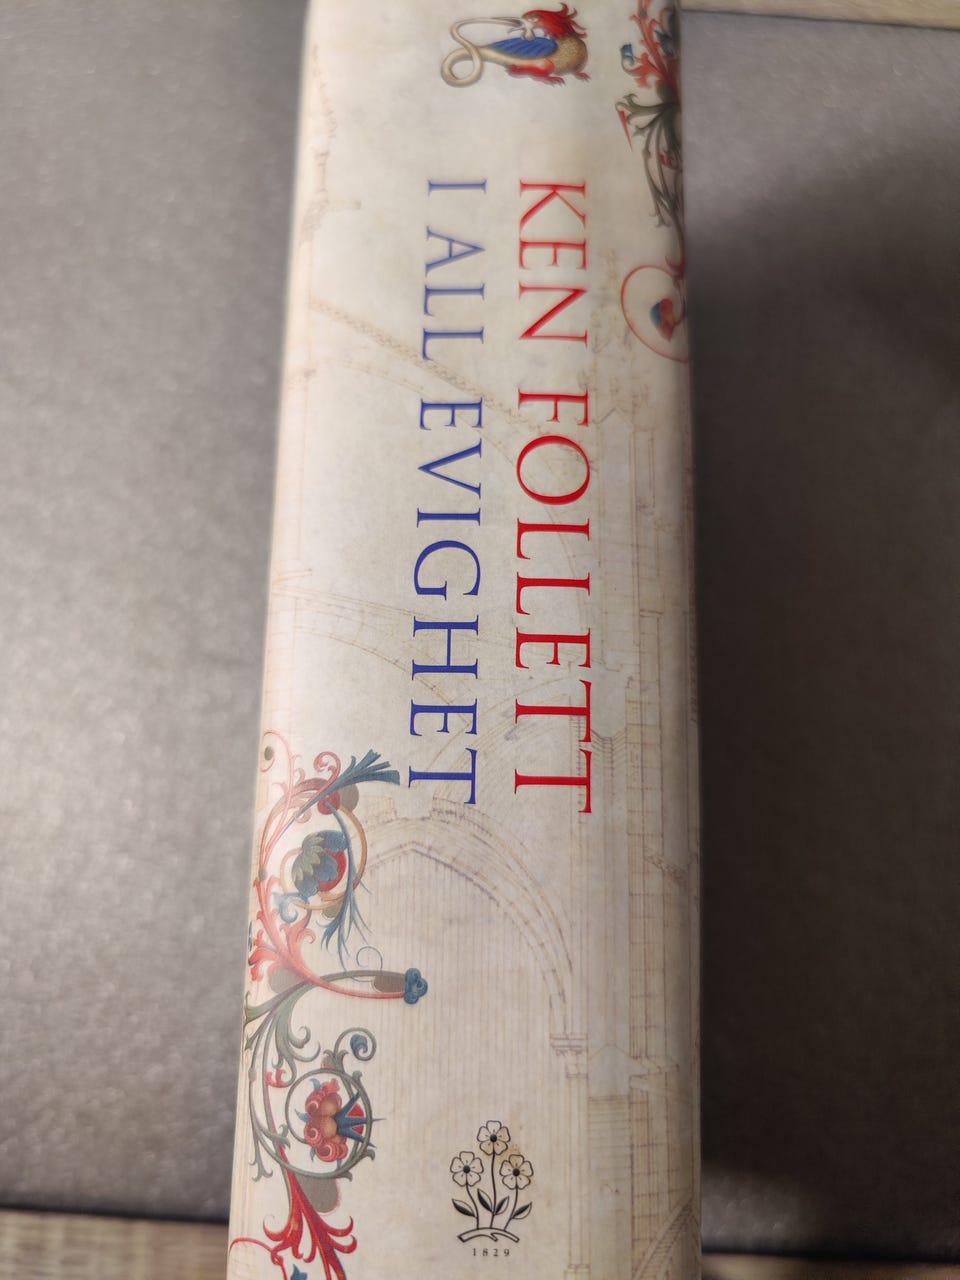 KEN FOLLETT
I ALL EVIGHET
1829